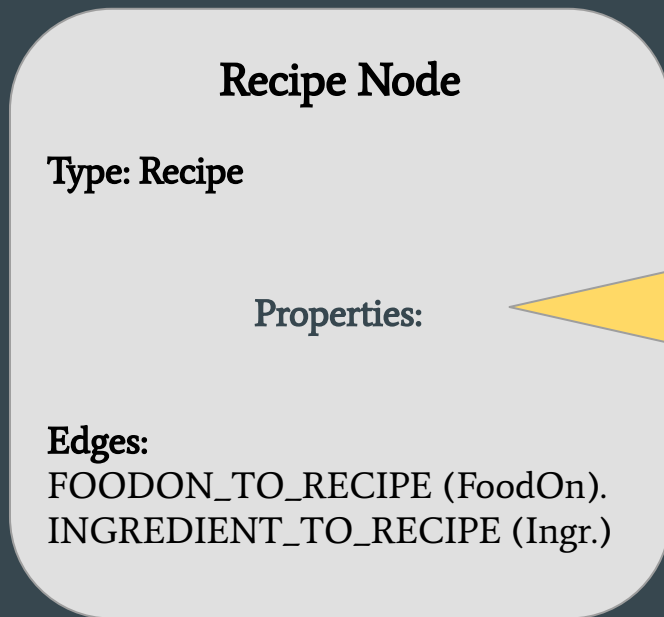 Recipe Node
Type: Recipe
Properties:
Edges:
FOODON_TO_RECIPE (FoodOn).
INGREDIENT_TO_RECIPE (Ingr.)